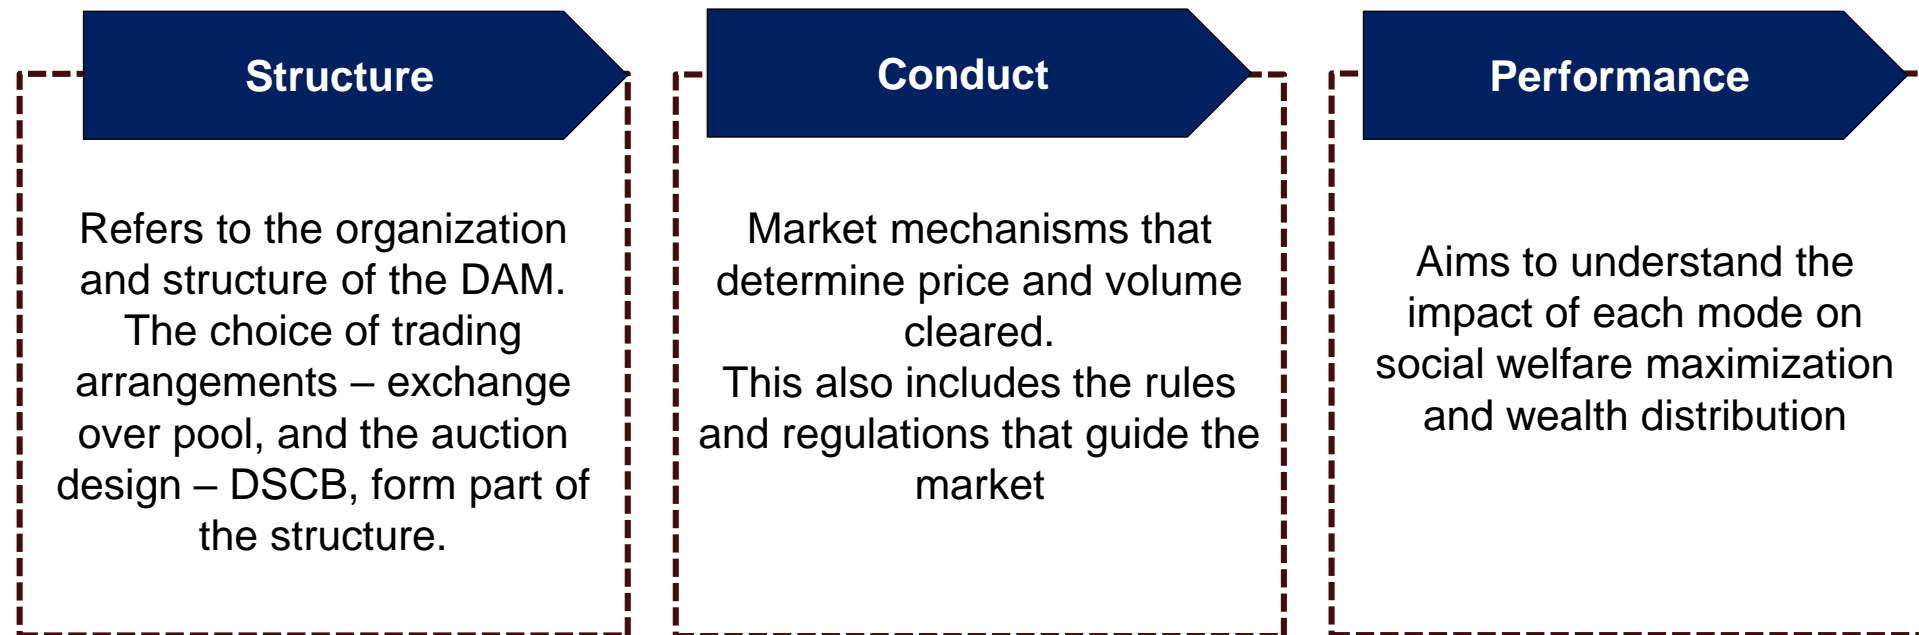 Structure
Refers to the organization
and structure of the DAM.
The choice of trading
arrangements – exchange
over pool, and the auction
design – DSCB, form part of
the structure.
Conduct
Market mechanisms that
determine price and volume
cleared.
This also includes the rules
and regulations that guide the
market
Performance
Aims to understand the
impact of each mode on
social welfare maximization
and wealth distribution